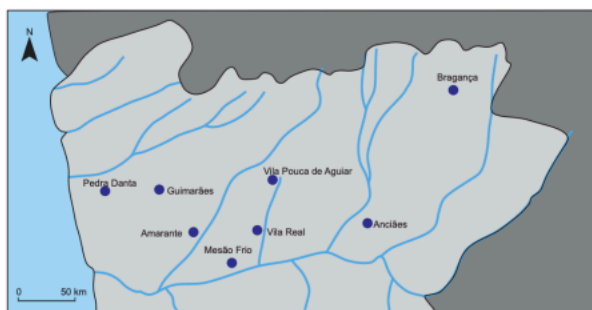 N
Bragança
Vila Pouca de Aguiar
Pedra Danta
Guimarães
Anciães
Amarante
Vila Real
Mesão Frio
0 50 km